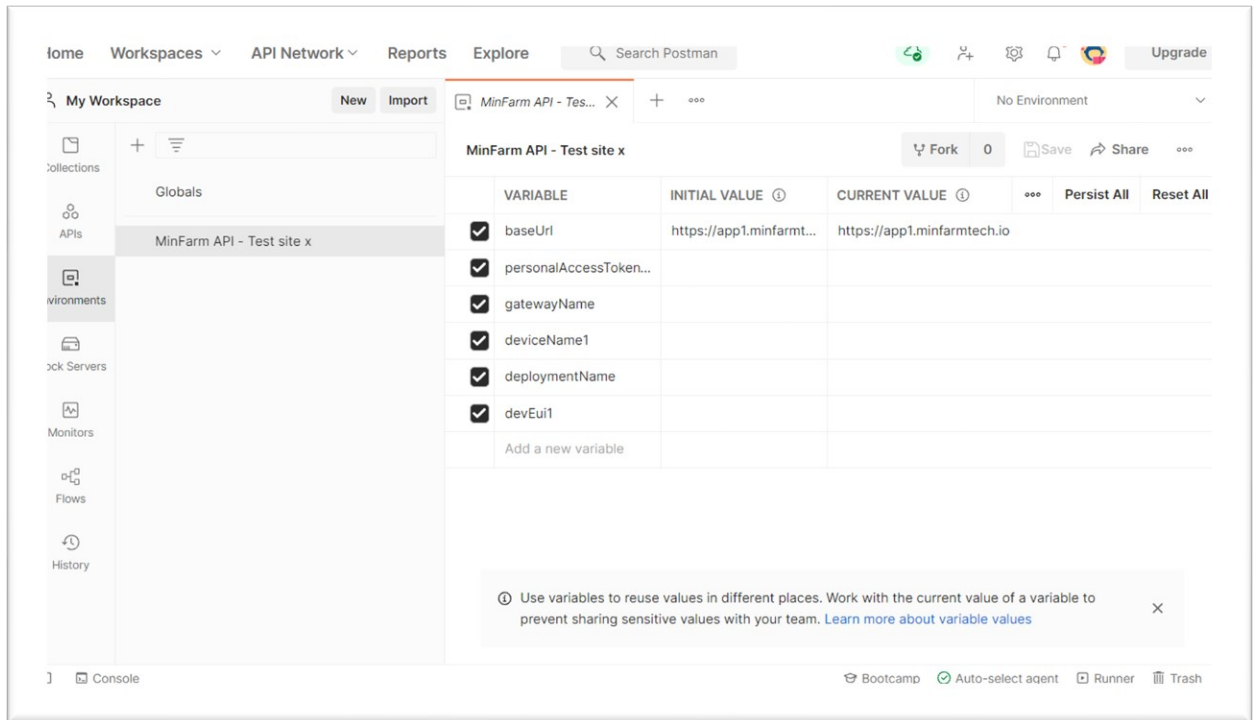 Home Workspaces API Network Reports Explore Search Postman Upgrade
My Workspace New Import MinFarm API - Tes... No Environment
Collections
Globals
MinFarm API - Test site x Fork 0 Save Share
VARIABLE INITIAL VALUE CURRENT VALUE Persist All Reset All
APIs
MinFarm API - Test site x
baseUrl https://app1.minfarmt... https://app1.minfarmtech.io
personalAccessToken...
vironments
gatewayName
deviceName1
ock Servers
deploymentName
devEui1
Monitors
Add a new variable
Flows
History
Use variables to reuse values in different places. Work with the current value of a variable to
prevent sharing sensitive values with your team. Learn more about variable values
Console Bootcamp Auto-select agent Runner Trash